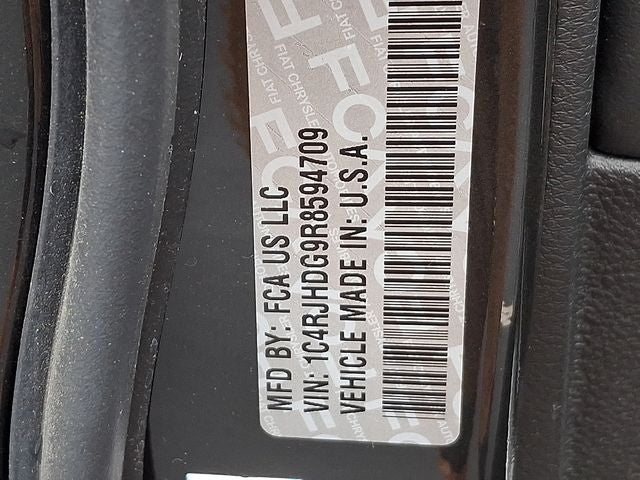 MFD BY: FCA US LLC
VIN: 1C4RJHDG9R8594709
VEHICLE MADE IN: U.S.A.